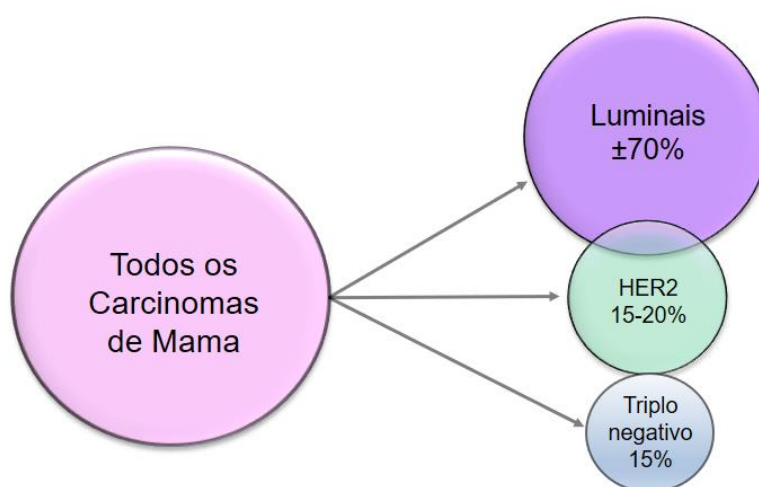 Todos os
Carcinomas
de Mama
Luminais
±70%
HER2
15-20%
Triplo
negativo
15%